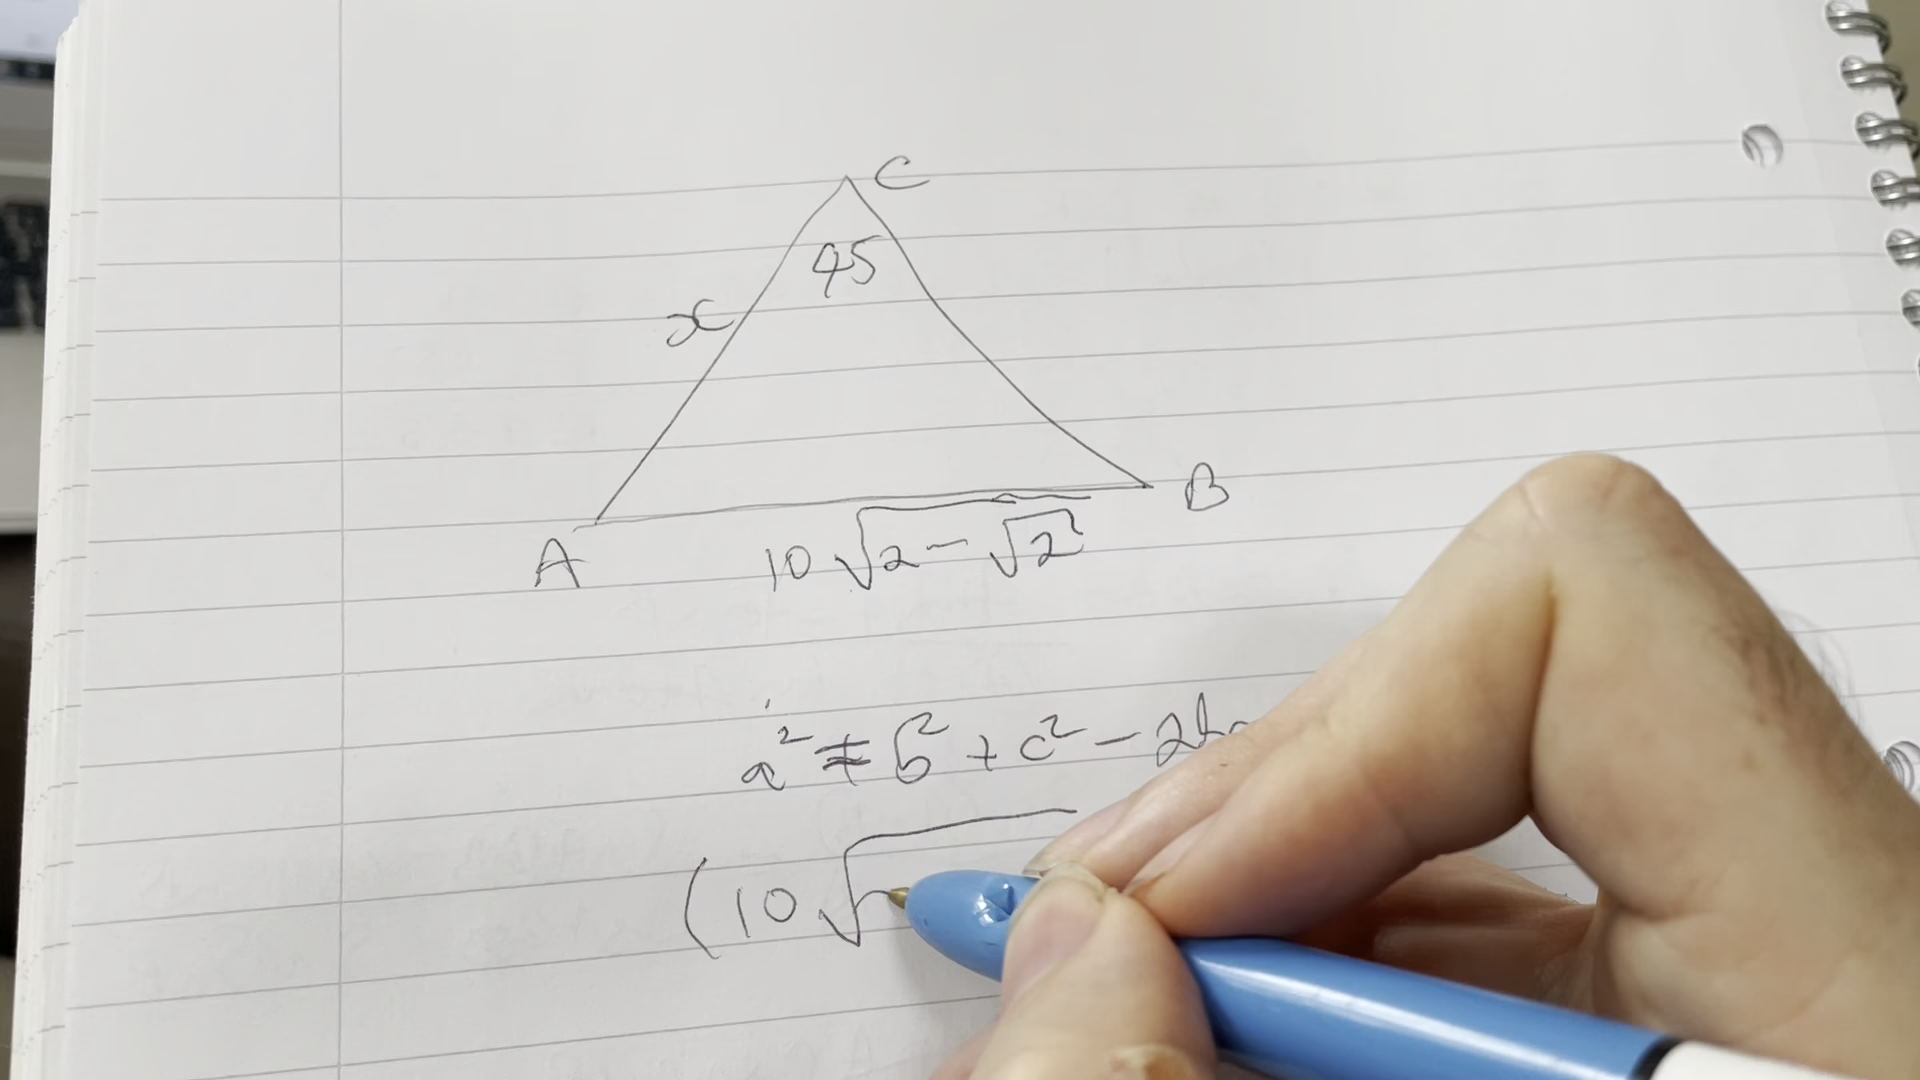 C
45
x
A
B
10√(2-√2)
a² = b² + c² - 2b
(10√